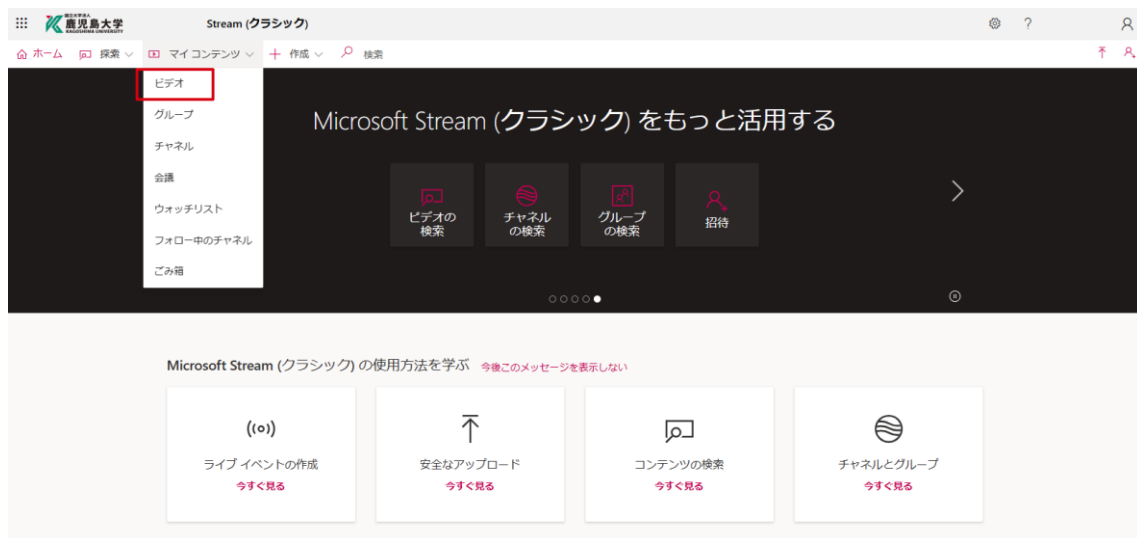 国立大学法人
鹿児島大学
KAGOSHIMA UNIVERSITY
Stream (クラシック)
?
ホーム 探索 マイ コンテンツ 作成 検索
ビデオ
グループ
チャネル
会議
ウォッチリスト
フォロー中のチャネル
ごみ箱
Microsoft Stream (クラシック) をもっと活用する
ビデオの
検索
チャネル
の検索
グループ
の検索
招待
Microsoft Stream (クラシック) の使用方法を学ぶ 今後このメッセージを表示しない
ライブ イベントの作成
今すぐ見る
安全なアップロード
今すぐ見る
コンテンツの検索
今すぐ見る
チャネルとグループ
今すぐ見る